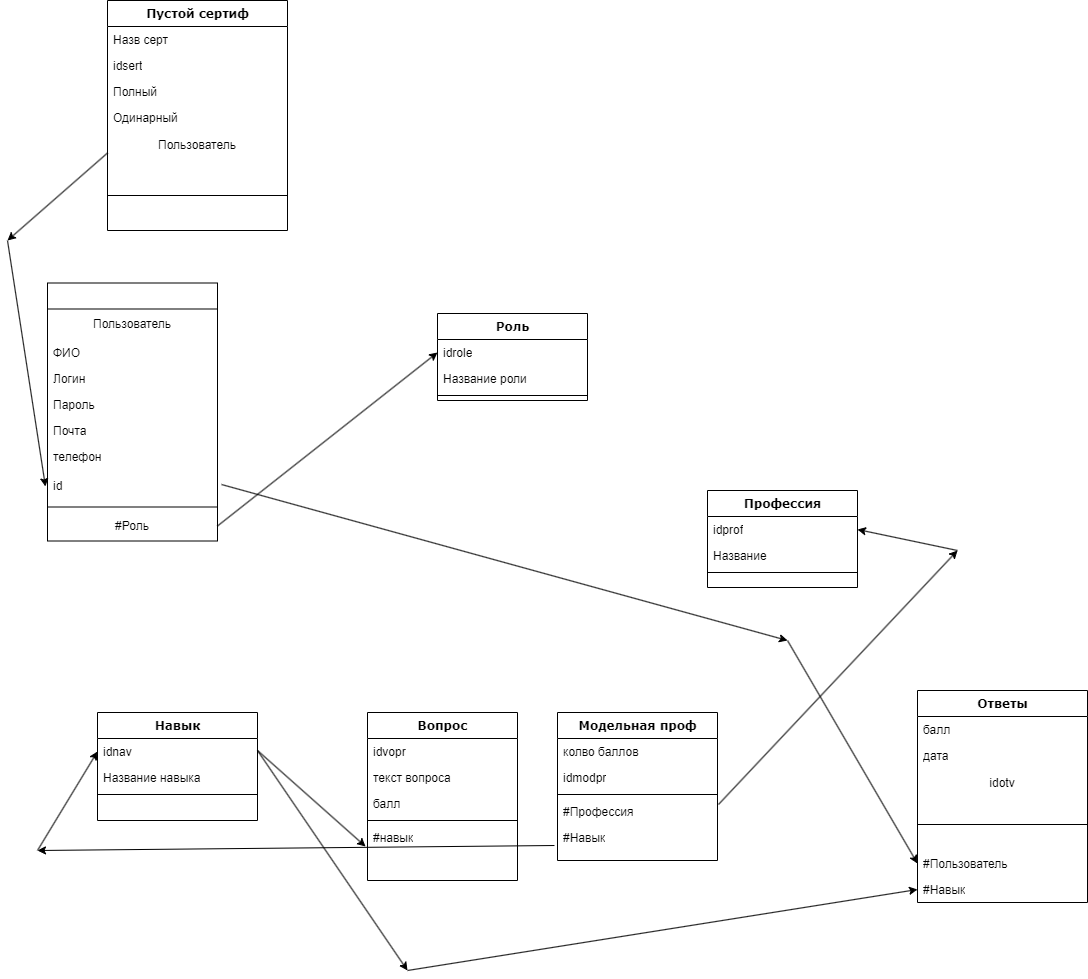 Пустой сертиф
Назв серт
idsert
Полный
Одинарный
Пользователь
Пользователь
ФИО
Логин
Пароль
Почта
телефон
id
#Роль
Роль
idrole
Название роли
Профессия
idprof
Название
Навык
idnav
Название навыка
Вопрос
idvopr
текст вопроса
балл
#навык
Модельная проф
колво баллов
idmodpr
#Профессия
#Навык
Ответы
балл
дата
idotv
#Пользователь
#Навык